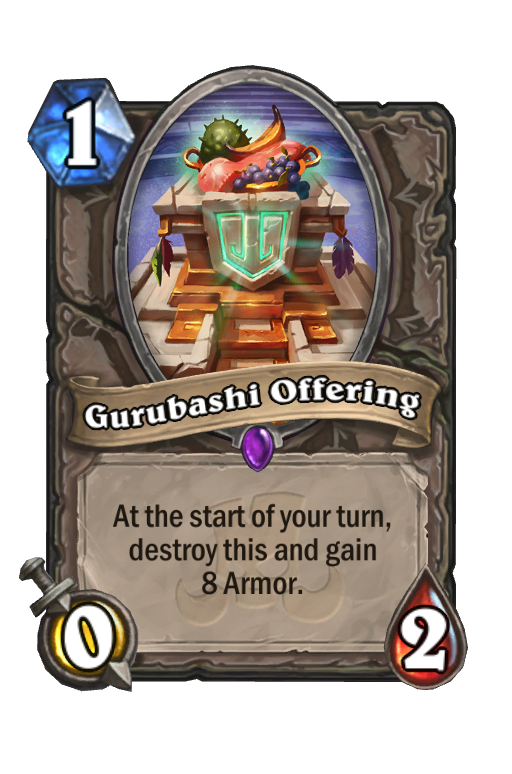 1
Gurubashi Offering
At the start of your turn,
destroy this and gain
8 Armor.
0
2